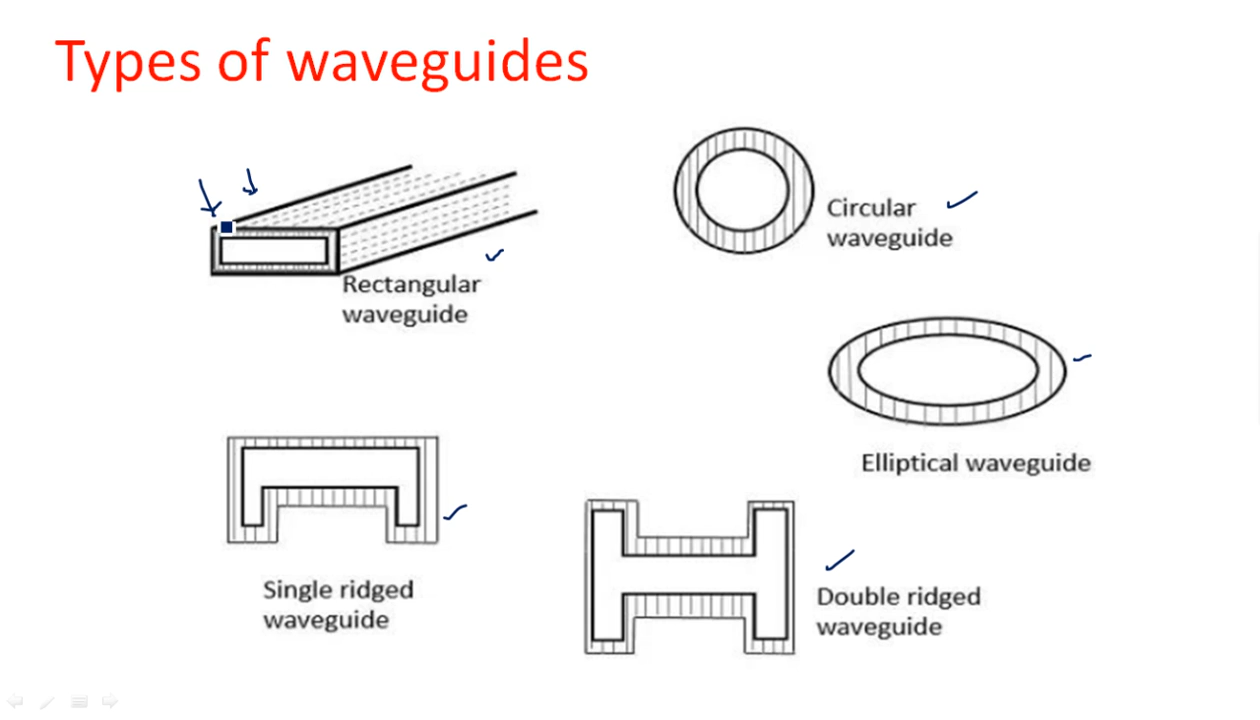 Types of waveguides
Circular
waveguide
Rectangular
waveguide
Elliptical waveguide
Single ridged
waveguide
Double ridged
waveguide